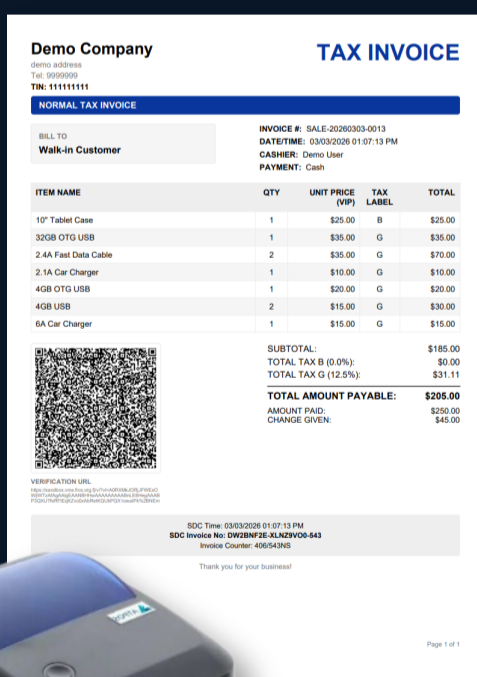 Demo Company
TAX INVOICE
demo address
Tel: 9999999
TIN: 111111111
NORMAL TAX INVOICE
BILL TO
Walk-in Customer
INVOICE #: SALE-20260303-0013
DATE/TIME: 03/03/2026 01:07:13 PM
CASHIER: Demo User
PAYMENT: Cash
ITEM NAME QTY UNIT PRICE (VIP) TAX LABEL TOTAL
10" Tablet Case 1 $25.00 B $25.00
32GB OTG USB 1 $35.00 G $35.00
2.4A Fast Data Cable 2 $35.00 G $70.00
2.1A Car Charger 1 $10.00 G $10.00
4GB OTG USB 1 $20.00 G $20.00
4GB USB 2 $15.00 G $30.00
6A Car Charger 1 $15.00 G $15.00
SUBTOTAL: $185.00
TOTAL TAX B (0.0%): $0.00
TOTAL TAX G (12.5%): $31.11
TOTAL AMOUNT PAYABLE: $205.00
AMOUNT PAID: $250.00
CHANGE GIVEN: $45.00
VERIFICATION URL
SDC Time: 03/03/2026 01:07:13 PM
SDC Invoice No: DW2BNF2E-XLNZ9VO0-543
Invoice Counter: 406/543NS
Thank you for your business!
Page 1 of 1